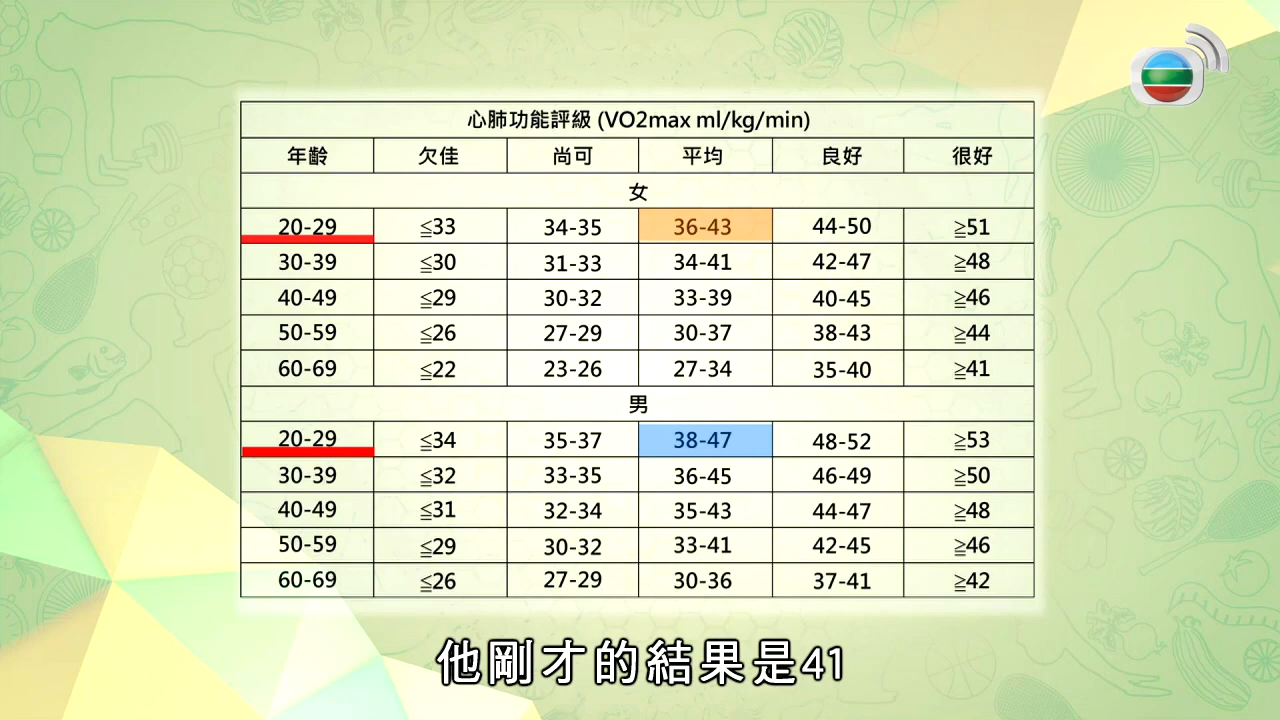 心肺功能評級 (VO2max ml/kg/min)
年齡 欠佳 尚可 平均 良好 很好
女
20-29 ≦33 34-35 36-43 44-50 ≧51
30-39 ≦30 31-33 34-41 42-47 ≧48
40-49 ≦29 30-32 33-39 40-45 ≧46
50-59 ≦26 27-29 30-37 38-43 ≧44
60-69 ≦22 23-26 27-34 35-40 ≧41
男
20-29 ≦34 35-37 38-47 48-52 ≧53
30-39 ≦32 33-35 36-45 46-49 ≧50
40-49 ≦31 32-34 35-43 44-47 ≧48
50-59 ≦29 30-32 33-41 42-45 ≧46
60-69 ≦26 27-29 30-36 37-41 ≧42
他剛才的結果是41